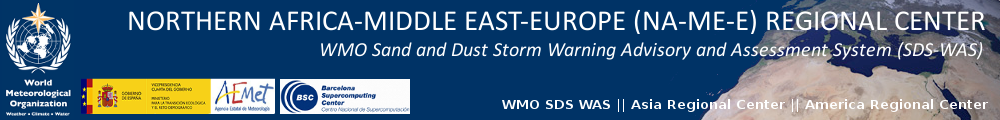 NORTHERN AFRICA-MIDDLE EAST-EUROPE (NA-ME-E) REGIONAL CENTER
WMO Sand and Dust Storm Warning Advisory and Assessment System (SDS-WAS)
World
Meteorological
Organization
Weather • Climate • Water
GOBIERNO
DE ESPAÑA
VICEPRESIDENCIA
CUARTA DEL GOBIERNO
MINISTERIO
PARA LA TRANSICIÓN ECOLÓGICA
Y EL RETO DEMOGRÁFICO
AEMet
Agencia Estatal de Meteorología
BSC
Barcelona
Supercomputing
Center
Centro Nacional de Supercomputación
WMO SDS WAS || Asia Regional Center || America Regional Center